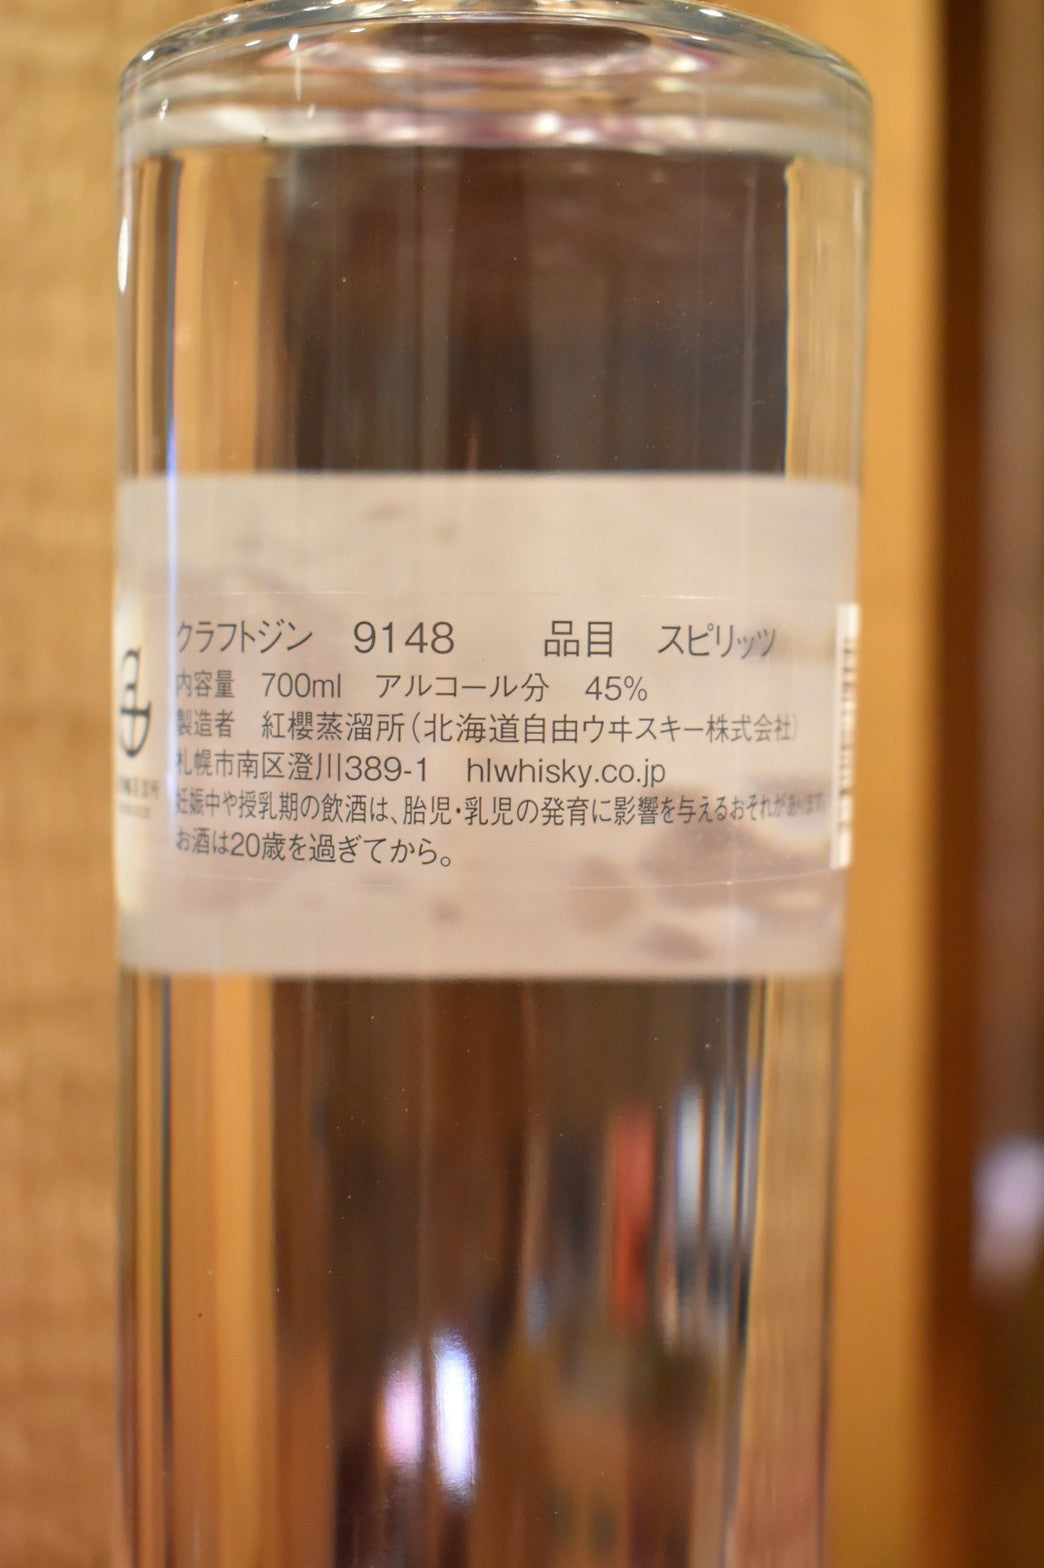 クラフトジン 9148 品目 スピリッツ
内容量 700ml アルコール分 45%
製造者 紅櫻蒸溜所(北海道自由ウヰスキー株式会社)
札幌市南区澄川389-1 hlwhisky.co.jp
妊娠中や授乳期の飲酒は、胎児・乳児の発育に影響を与えるおそれがあります
お酒は20歳を過ぎてから。